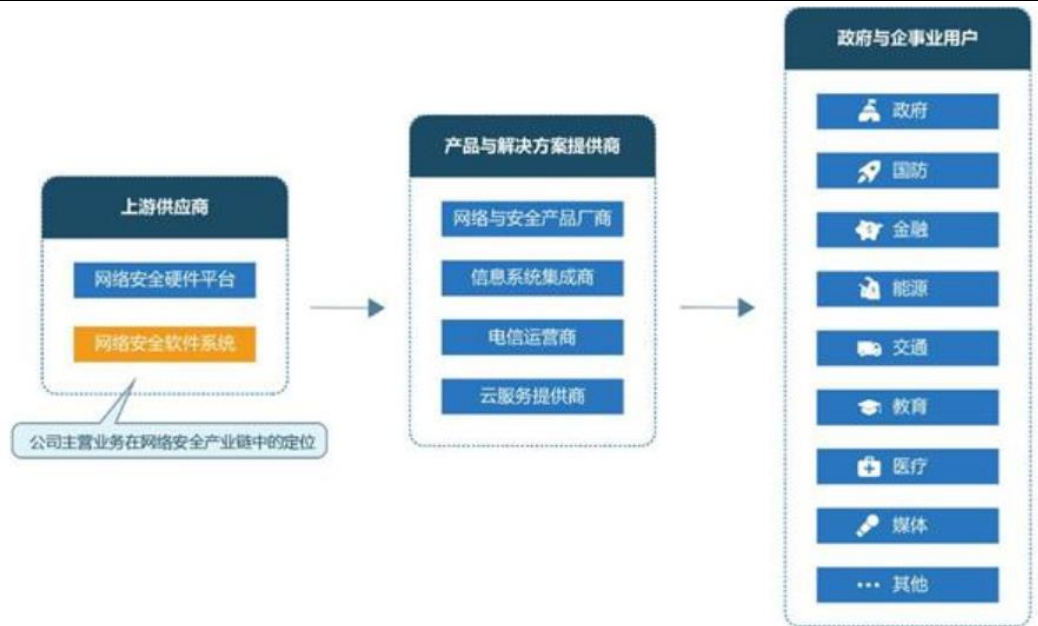 上游供应商
网络安全硬件平台
网络安全软件系统
公司主营业务在网络安全产业链中的定位
产品与解决方案提供商
网络与安全产品厂商
信息系统集成商
电信运营商
云服务提供商
政府与企事业用户
政府
国防
金融
能源
交通
教育
医疗
媒体
其他